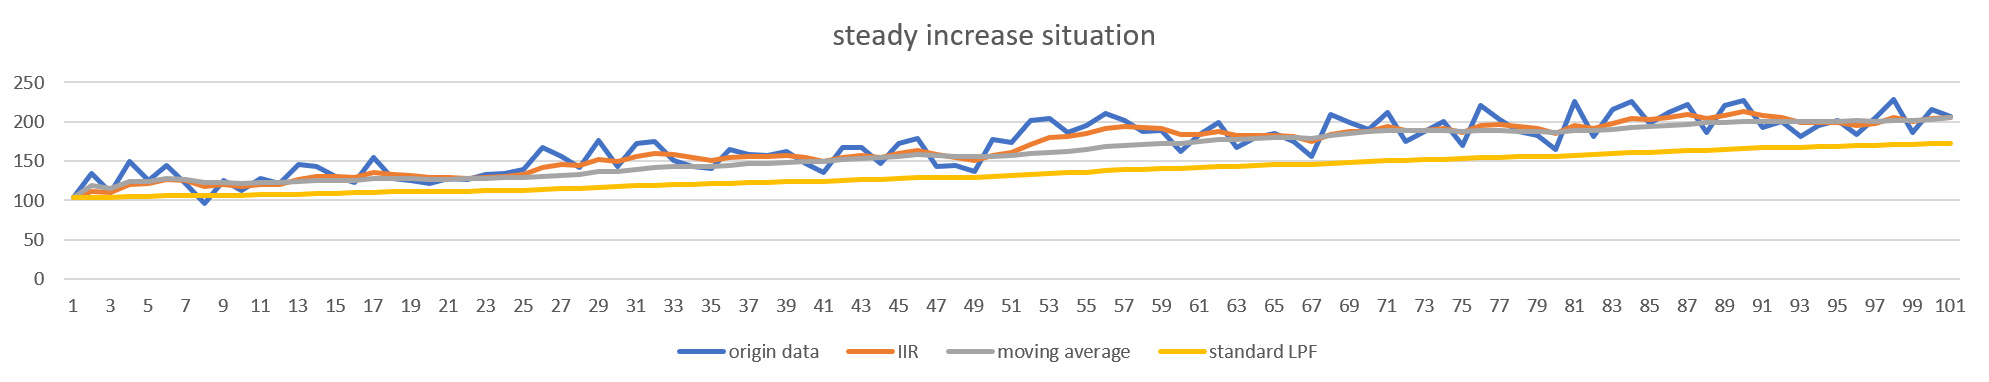 steady increase situation
250
200
150
100
50
0
1 3 5 7 9 11 13 15 17 19 21 23 25 27 29 31 33 35 37 39 41 43 45 47 49 51 53 55 57 59 61 63 65 67 69 71 73 75 77 79 81 83 85 87 89 91 93 95 97 99 101
origin data IIR moving average standard LPF